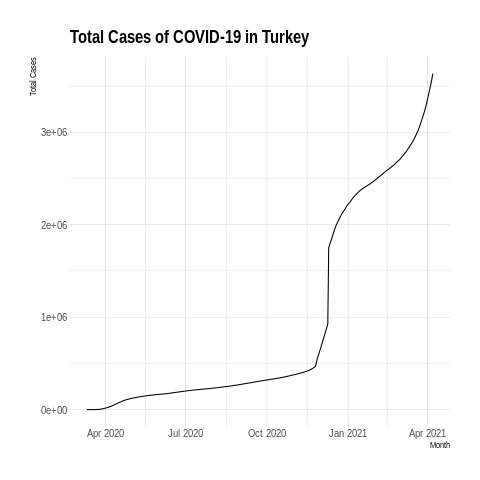 Total Cases of COVID-19 in Turkey
Total Cases
3e+06
2e+06
1e+06
0e+00
Apr 2020 Jul 2020 Oct 2020 Jan 2021 Apr 2021
Month